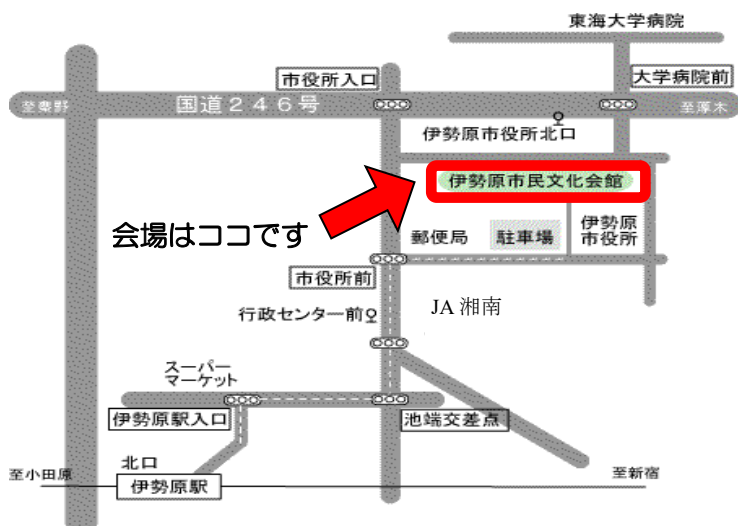 東海大学病院
市役所入口
大学病院前
至秦野
国道２４６号
至厚木
伊勢原市役所北口
伊勢原市民文化会館
会場はココです
郵便局
駐車場
伊勢原
市役所
市役所前
行政センター前
JA 湘南
スーパー
マーケット
伊勢原駅入口
池端交差点
北口
至小田原
伊勢原駅
至新宿